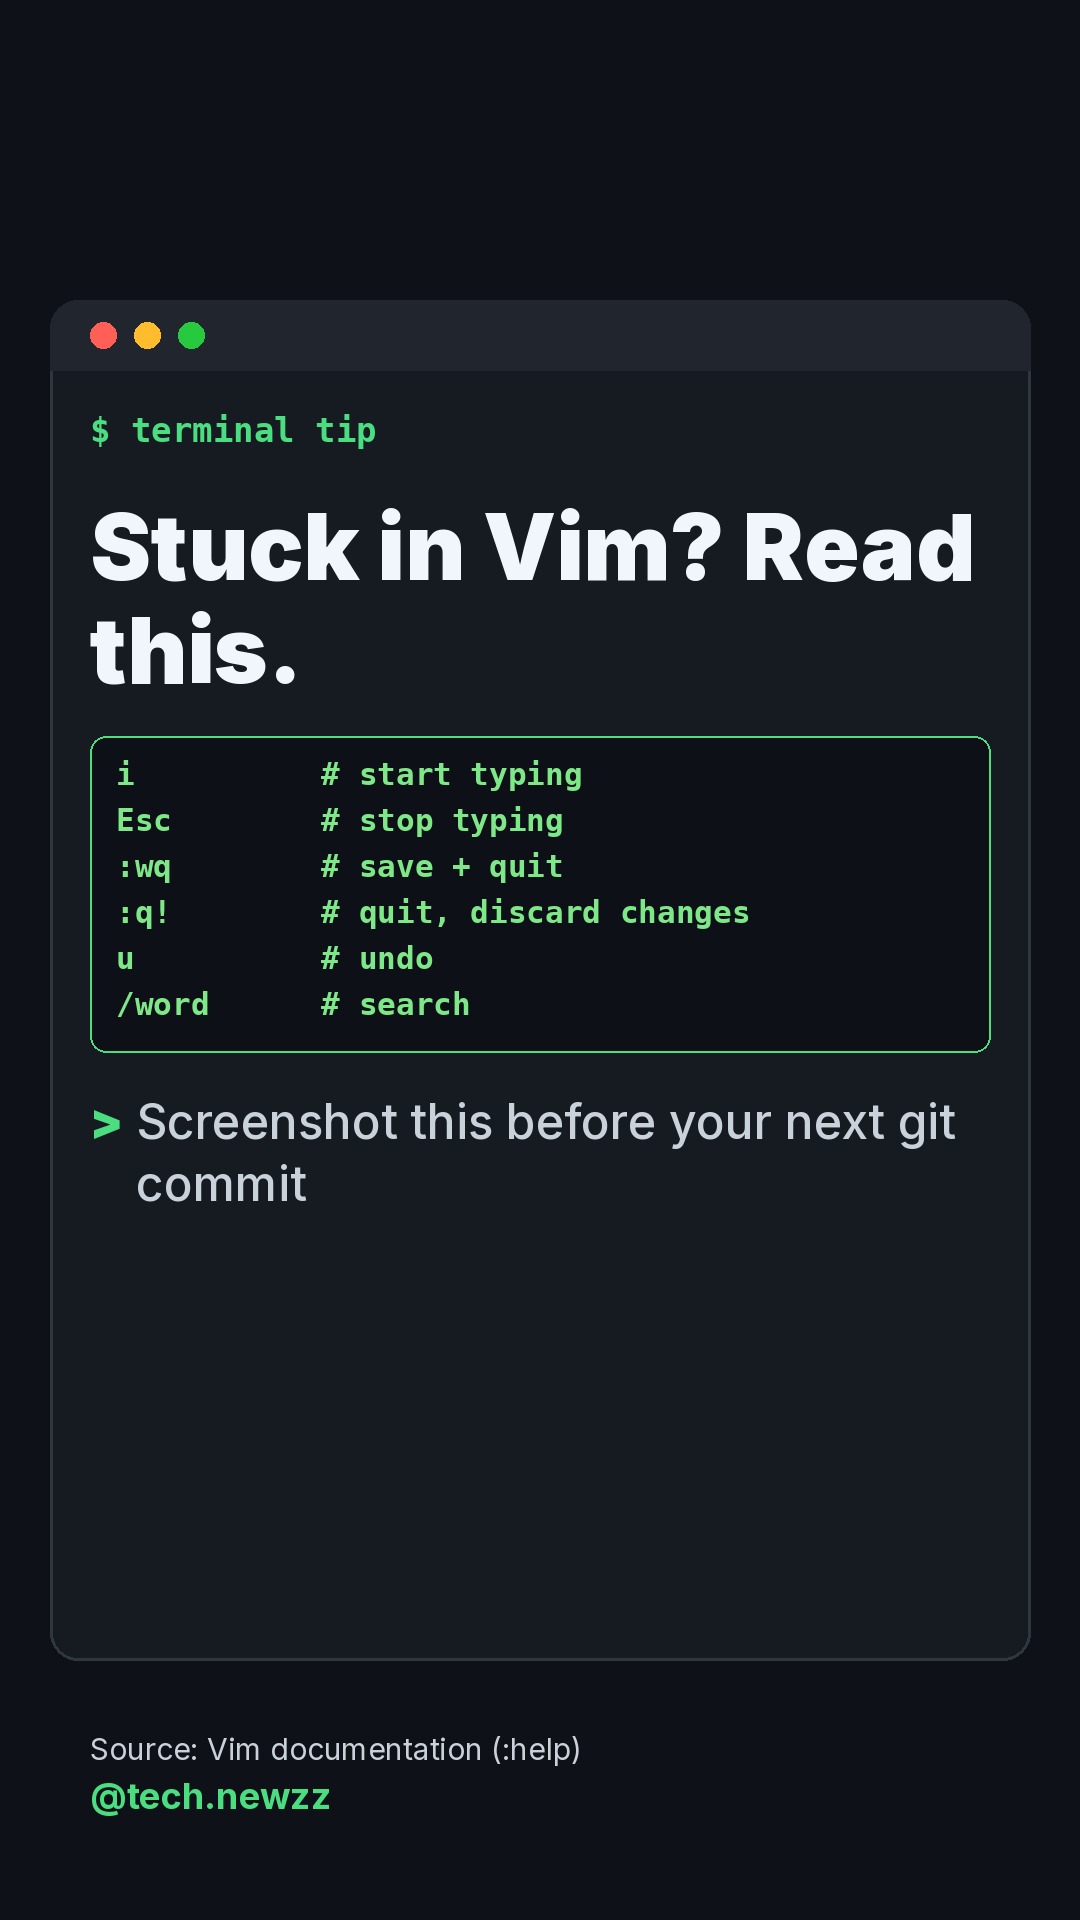 $ terminal tip
Stuck in Vim? Read
this.
i # start typing
Esc # stop typing
:wq # save + quit
:q! # quit, discard changes
u # undo
/word # search
> Screenshot this before your next git
commit
Source: Vim documentation (:help)
@tech.newzz